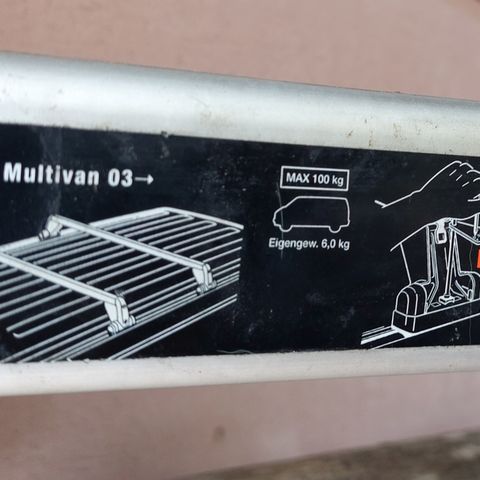 Multivan 03→
MAX 100 kg
Eigengew. 6,0 kg